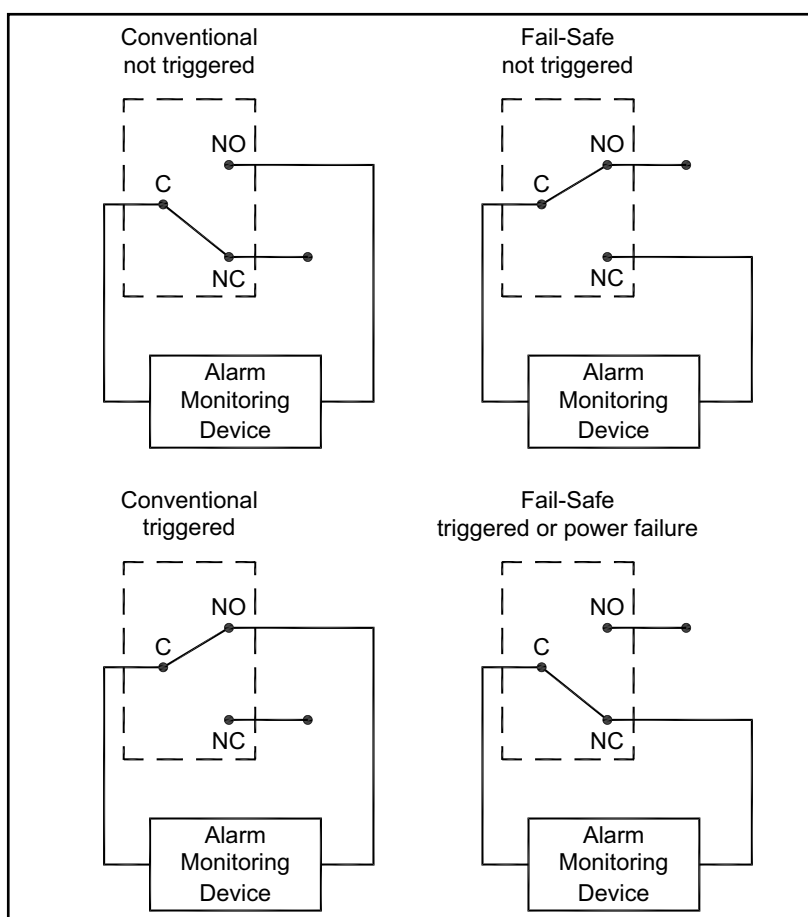 Conventional
not triggered
NO
C
NC
Alarm
Monitoring
Device
Fail-Safe
not triggered
NO
C
NC
Alarm
Monitoring
Device
Conventional
triggered
NO
C
NC
Alarm
Monitoring
Device
Fail-Safe
triggered or power failure
NO
C
NC
Alarm
Monitoring
Device